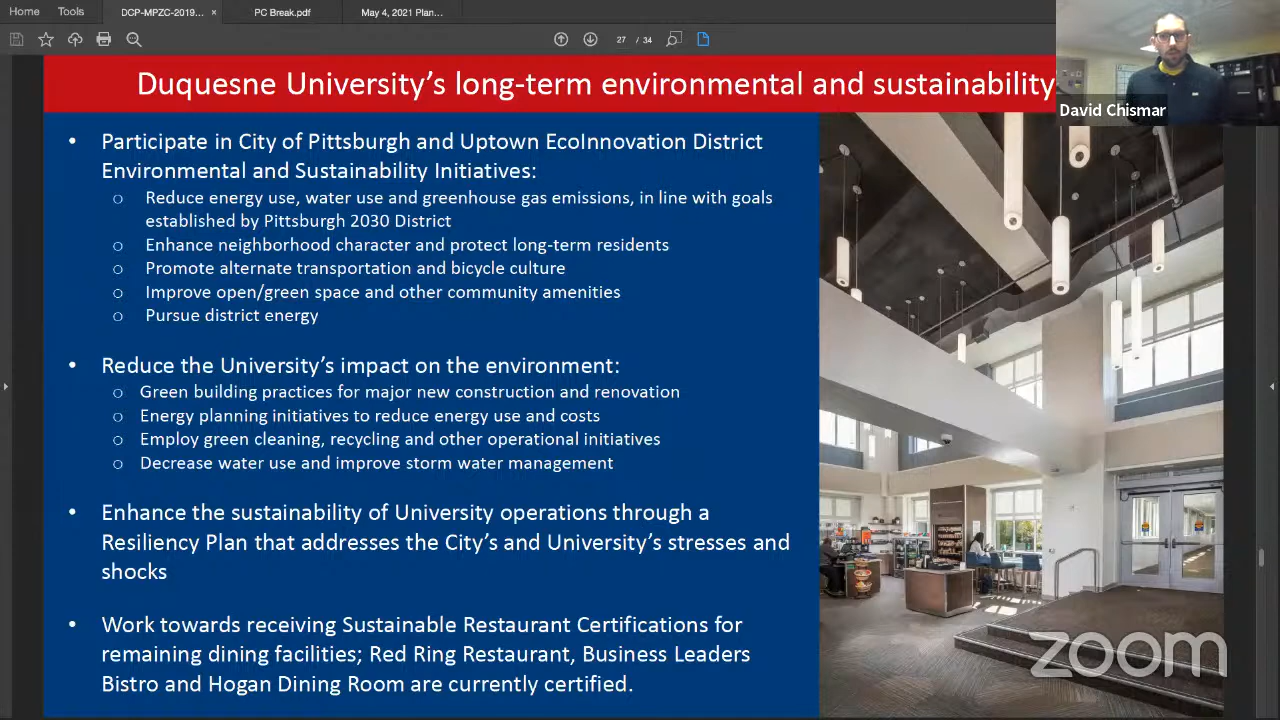 Home Tools DCP-MPZC-2019... × PC Break.pdf May 4, 2021 Plan...
27 / 34
Duquesne University's long-term environmental and sustainability
David Chismar
• Participate in City of Pittsburgh and Uptown EcoInnovation District
Environmental and Sustainability Initiatives:
o Reduce energy use, water use and greenhouse gas emissions, in line with goals
established by Pittsburgh 2030 District
o Enhance neighborhood character and protect long-term residents
o Promote alternate transportation and bicycle culture
o Improve open/green space and other community amenities
o Pursue district energy
• Reduce the University's impact on the environment:
o Green building practices for major new construction and renovation
o Energy planning initiatives to reduce energy use and costs
o Employ green cleaning, recycling and other operational initiatives
o Decrease water use and improve storm water management
• Enhance the sustainability of University operations through a
Resiliency Plan that addresses the City's and University's stresses and
shocks
• Work towards receiving Sustainable Restaurant Certifications for
remaining dining facilities; Red Ring Restaurant, Business Leaders
Bistro and Hogan Dining Room are currently certified.
zoom